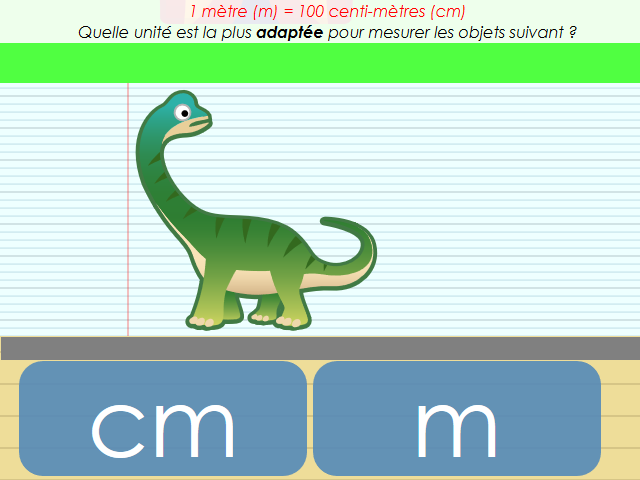 1 mètre (m) = 100 centi-mètres (cm)
Quelle unité est la plus adaptée pour mesurer les objets suivant ?
cm
m